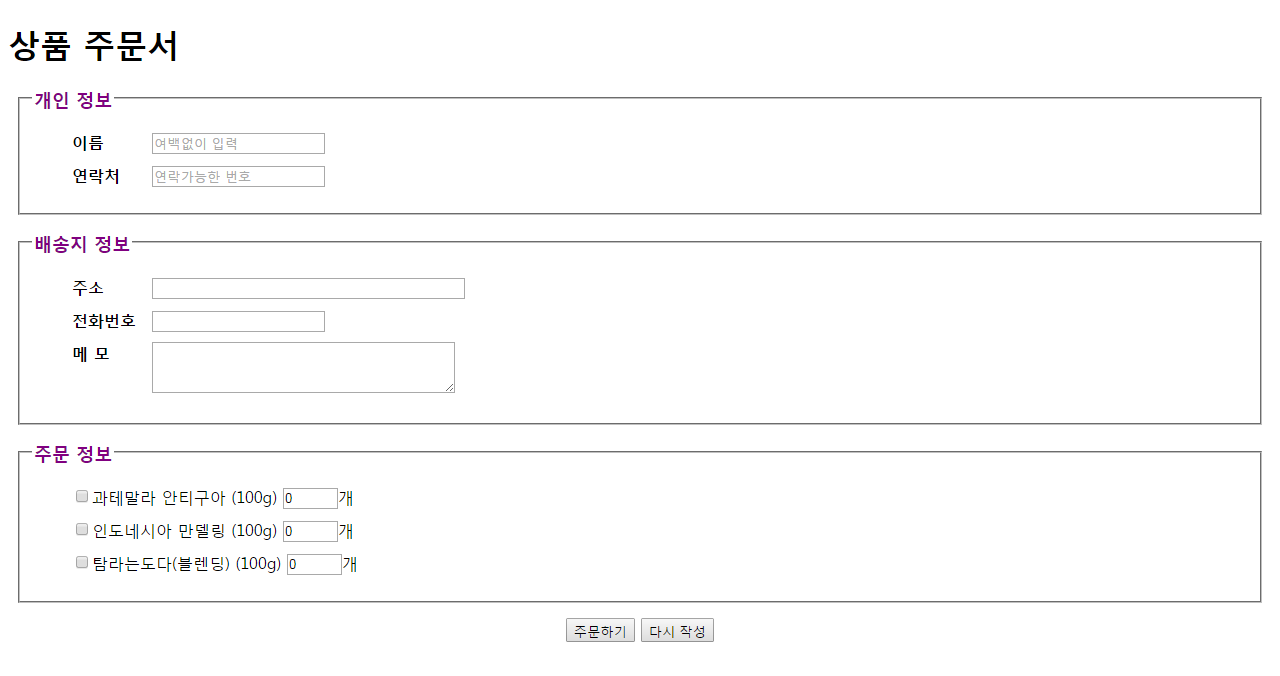 상품 주문서
개인 정보
이름 여백없이 입력
연락처 연락가능한 번호
배송지 정보
주소
전화번호
메 모
주문 정보
과테말라 안티구아 (100g) 0개
인도네시아 만델링 (100g) 0개
탐라는도다(블렌딩) (100g) 0개
주문하기 다시 작성